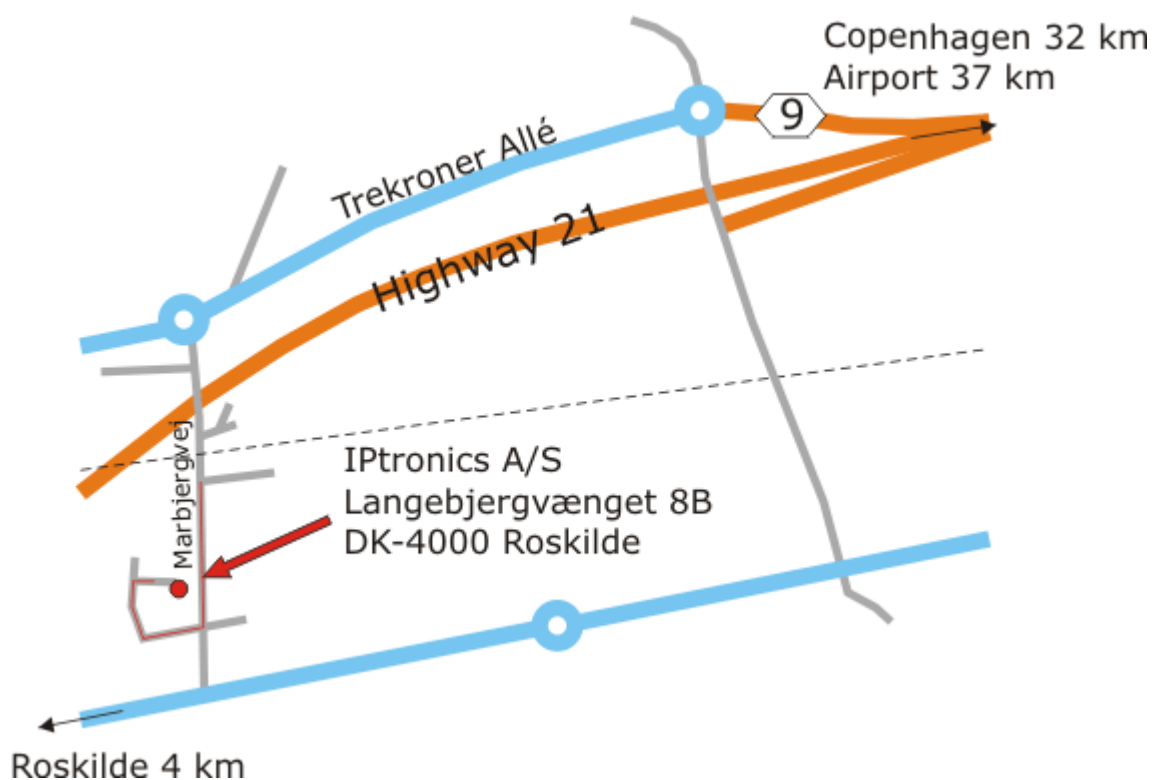 Copenhagen 32 km
Airport 37 km
9
Trekroner Allé
Highway 21
Marbjergvej
IPtronics A/S
Langebjergvænget 8B
DK-4000 Roskilde
Roskilde 4 km